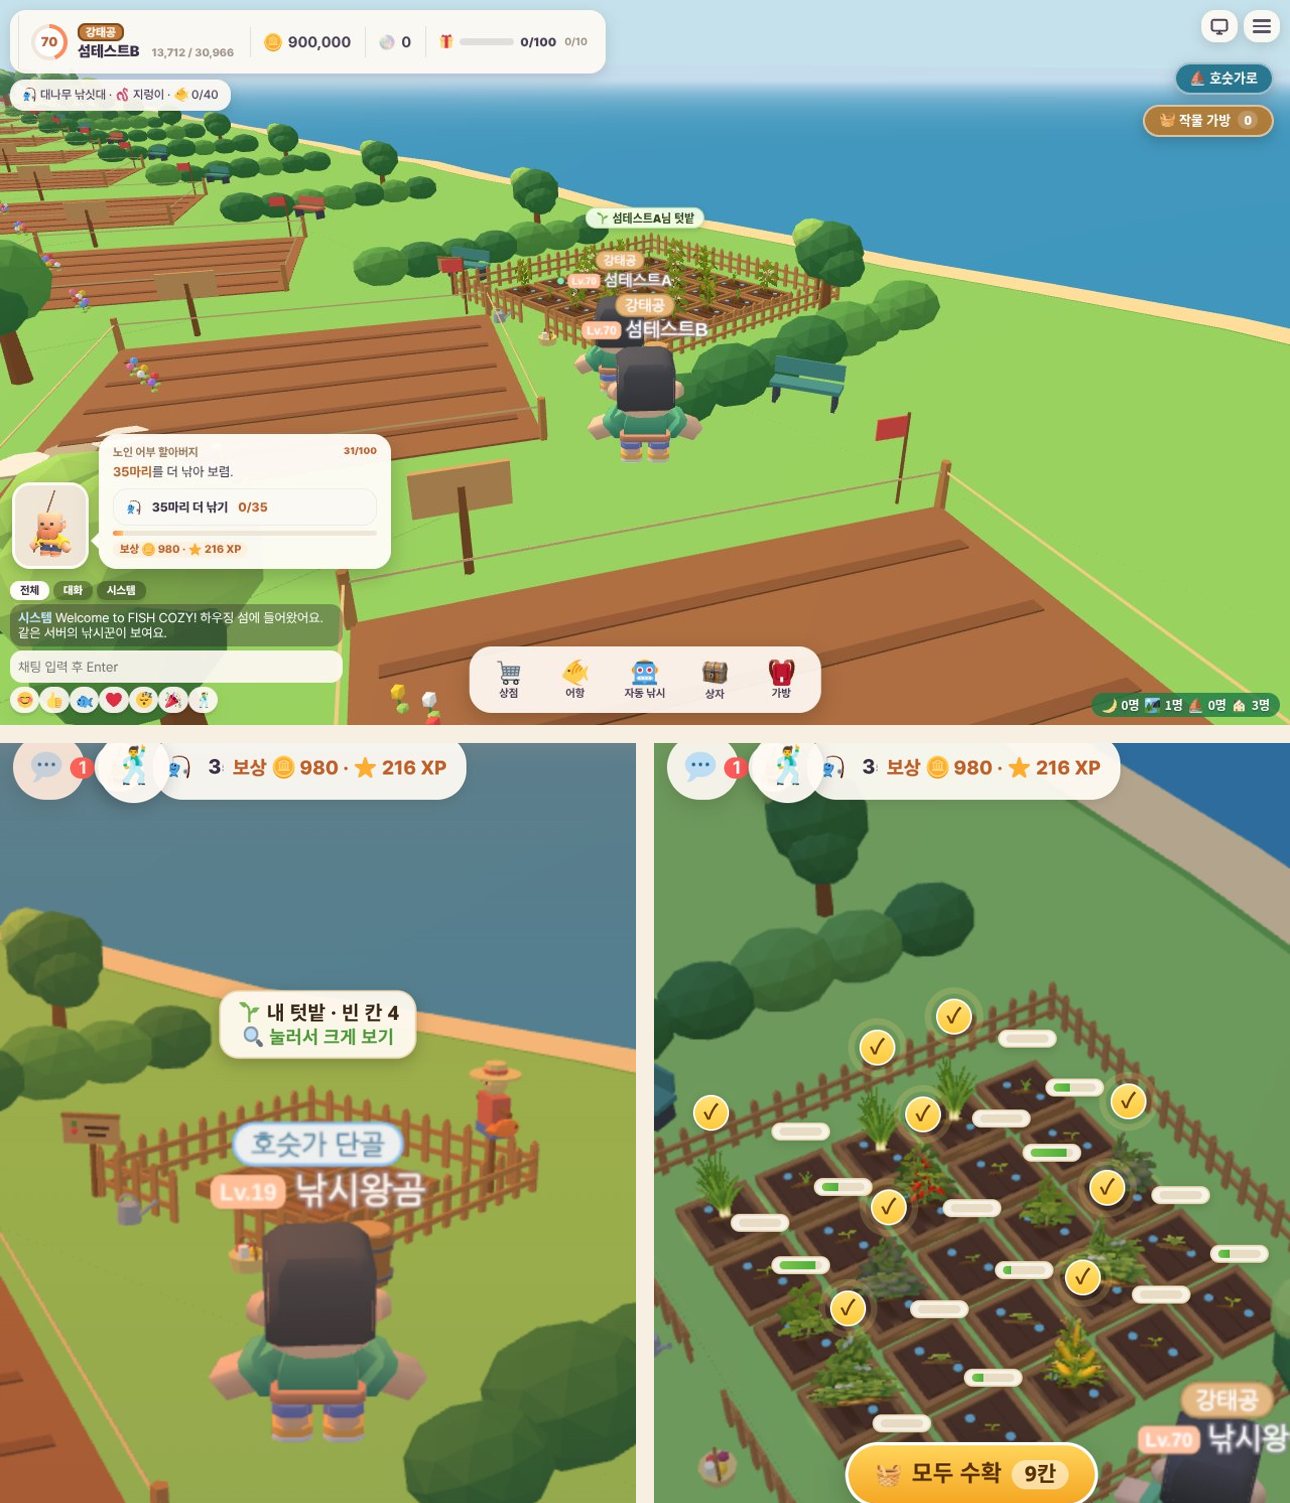 70
강태공
섬테스트B 13,712 / 30,966
900,000
0
0/100 0/10
호숫가로
대나무 낚싯대 · 지렁이 · 0/40
작물 가방 0
섬테스트A님 텃밭
강태공
Lv.70 섬테스트A
강태공
Lv.70 섬테스트B
노인 어부 할아버지 31/100
35마리를 더 낚아 보렴.
35마리 더 낚기 0/35
보상 980 · 216 XP
전체 대화 시스템
시스템 Welcome to FISH COZY! 하우징 섬에 들어왔어요.
같은 서버의 낚시꾼이 보여요.
채팅 입력 후 Enter
상점 어항 자동 낚시 상자 가방
0명 1명 0명 3명
1 3 보상 980 · 216 XP
내 텃밭 · 빈 칸 4
눌러서 크게 보기
호숫가 단골
Lv.19 낚시왕곰
1 3 보상 980 · 216 XP
강태공
Lv.70 낚시왕
모두 수확 9칸